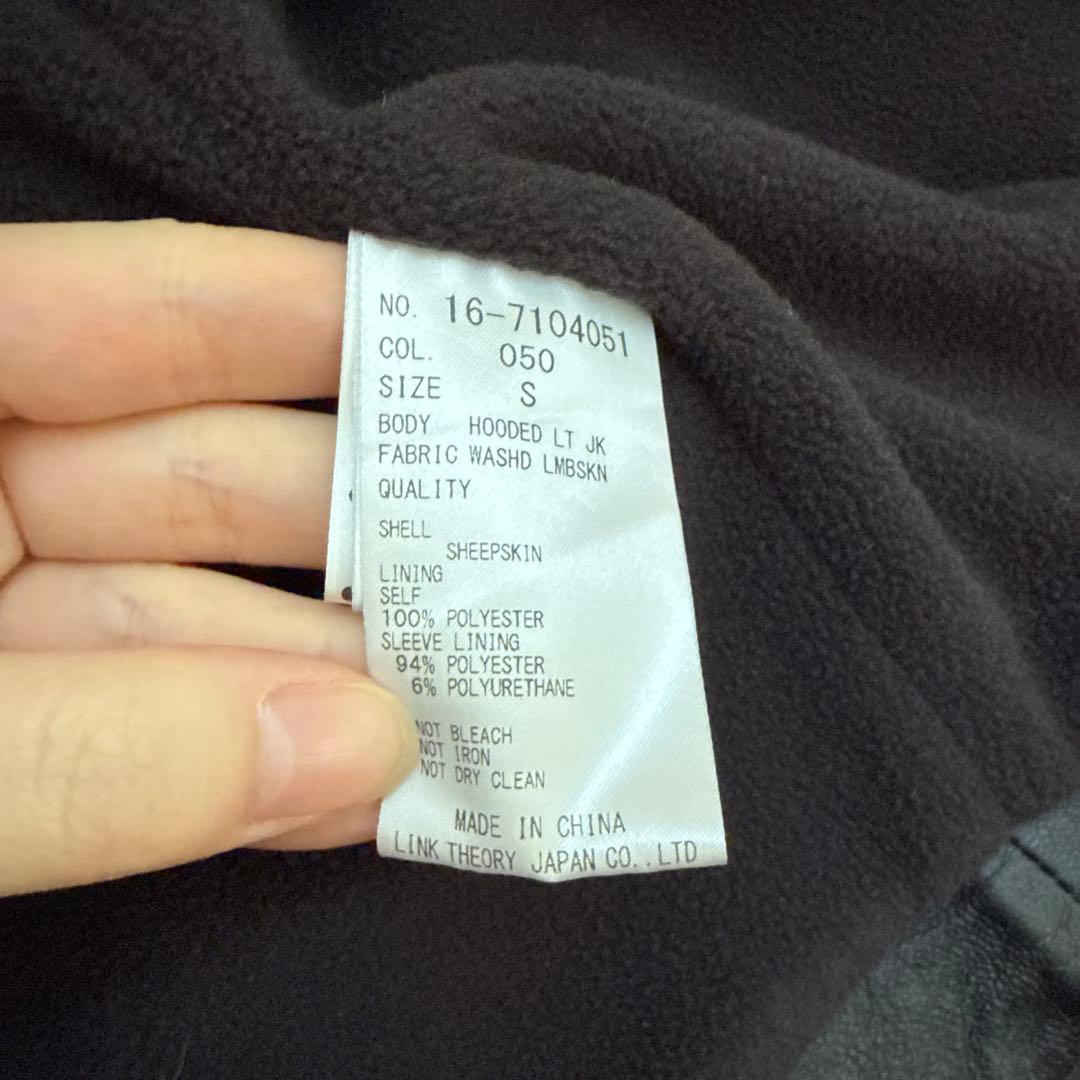 NO. 16-7104051
COL. 050
SIZE S
BODY HOODED LT JK
FABRIC WASHD LMBSKN
QUALITY
SHELL
SHEEPSKIN
LINING
SELF
100% POLYESTER
SLEEVE LINING
94% POLYESTER
6% POLYURETHANE
NOT BLEACH
NOT IRON
NOT DRY CLEAN
MADE IN CHINA
LINK THEORY JAPAN CO.,LTD